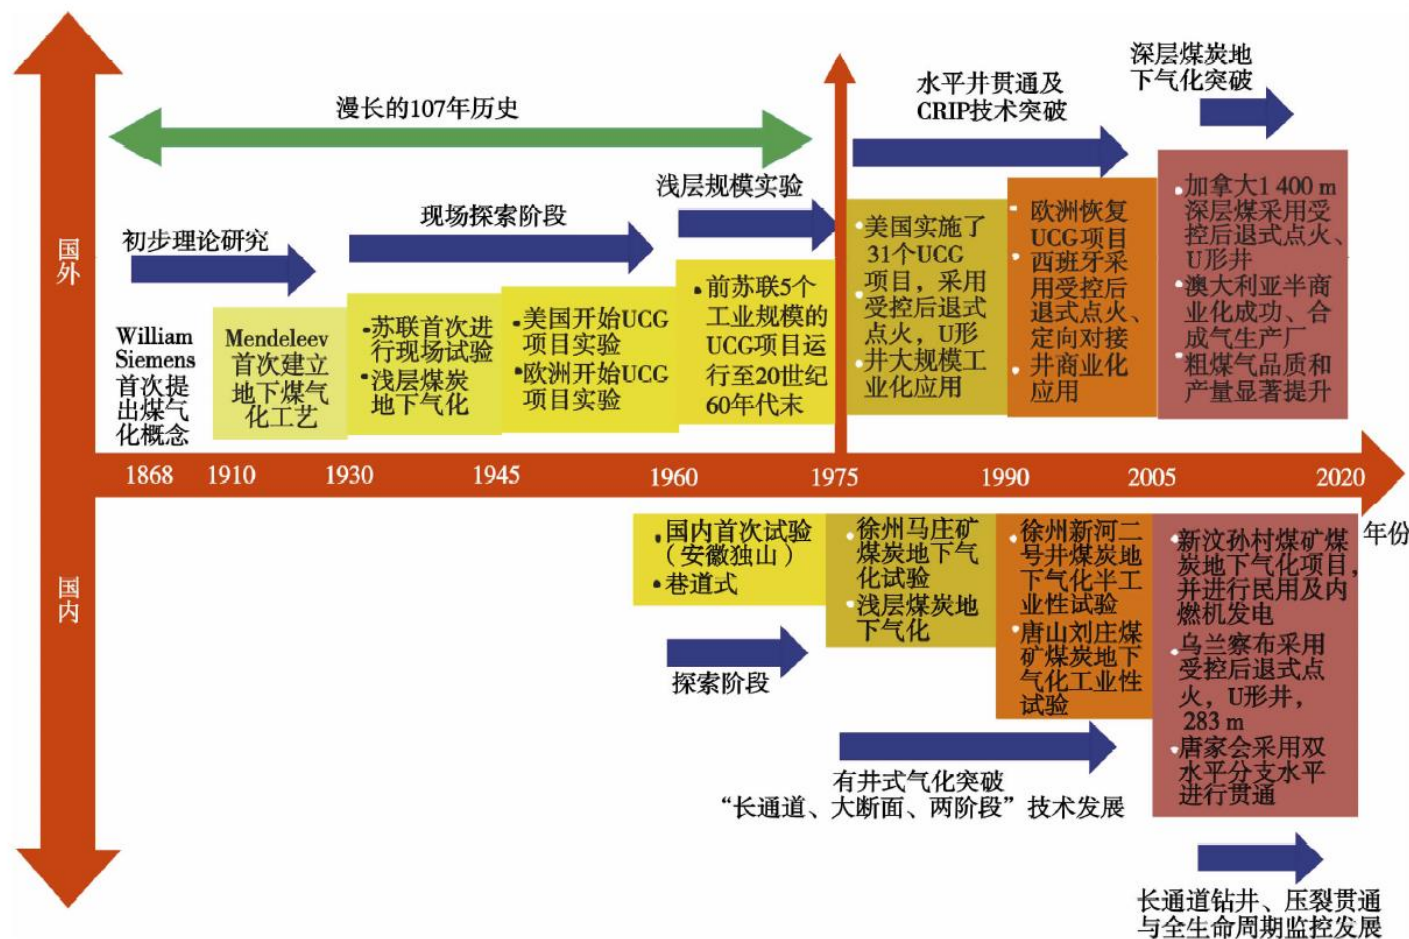 深层煤炭地
下气化突破
水平井贯通及
CRIP技术突破
漫长的107年历史
浅层规模实验
现场探索阶段
初步理论研究
国外
William
Siemens
首次提
出煤气
化概念
Mendeleev
首次建立
地下煤气
化工艺
苏联首次进
行现场试验
浅层煤炭
地下气化
美国开始UCG
项目实验
欧洲开始UCG
项目实验
前苏联5个
工业规模的
UCG项目运
行至20世纪
60年代末
美国实施了
31个UCG
项目，采用
受控后退式
点火，U形
井大规模工
业化应用
欧洲恢复
UCG项目
西班牙采
用受控后
退式点火、
定向对接
井商业化
应用
加拿大1 400 m
深层煤采用受
控后退式点火、
U形井
澳大利亚半商
业化成功、合
成气生产厂
粗煤气品质和
产量显著提升
1868 1910 1930 1945 1960 1975 1990 2005 2020
年份
国内
国内首次试验
（安徽独山）
巷道式
徐州马庄矿
煤炭地下气
化试验
浅层煤炭地
下气化
徐州新河二
号井煤炭地
下气化半工
业性试验
唐山刘庄煤
矿煤炭地下
气化工业性
试验
新汶孙村煤矿煤
炭地下气化项目，
并进行民用及内
燃机发电
乌兰察布采用
受控后退式点
火，U形井，
283 m
唐家会采用双
水平分支水平
进行贯通
探索阶段
有井式气化突破
“长通道、大断面、两阶段”技术发展
长通道钻井、压裂贯通
与全生命周期监控发展